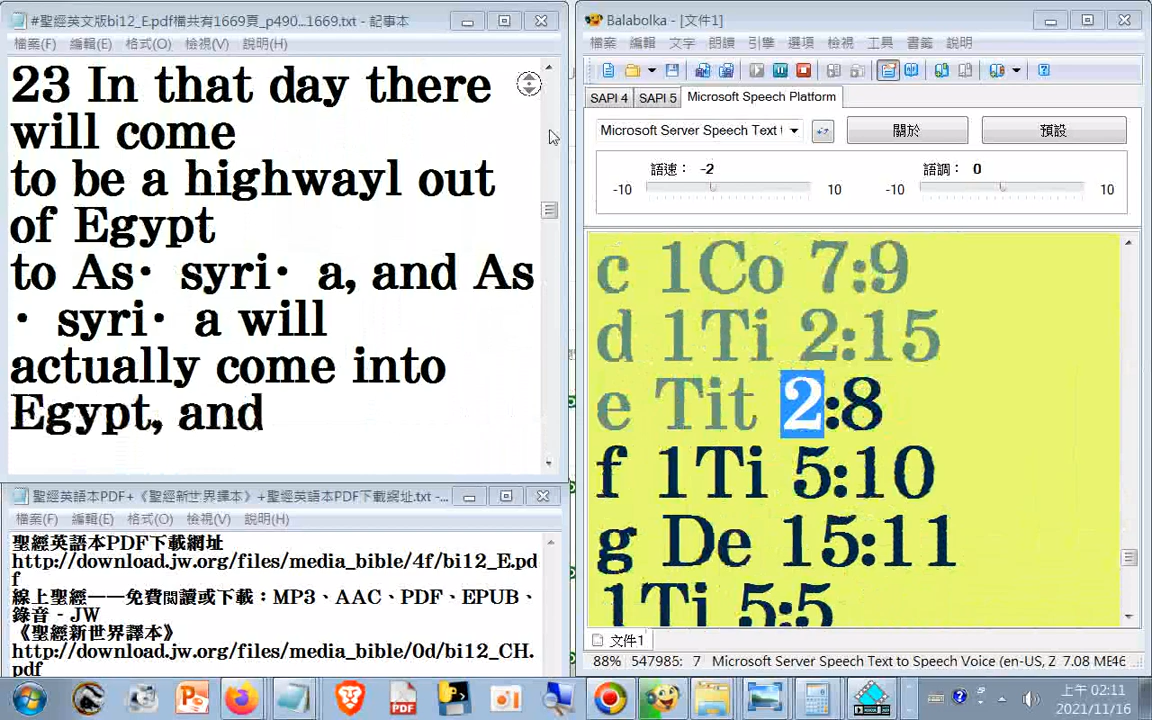 #聖經英文版bi12_E.pdf檔共有1669頁_p490...1669.txt - 記事本
檔案(F) 編輯(E) 格式(O) 檢視(V) 說明(H)
23 In that day there
will come
to be a highwayl out
of Egypt
to As· syri· a, and As
· syri· a will
actually come into
Egypt, and
聖經英語本PDF+《聖經新世界譯本》+聖經英語本PDF下載網址.txt -...
檔案(F) 編輯(E) 格式(O) 檢視(V) 說明(H)
聖經英語本PDF下載網址
http://download.jw.org/files/media_bible/4f/bi12_E.pd
f
線上聖經——免費閱讀或下載：MP3、AAC、PDF、EPUB、
錄音 - JW
《聖經新世界譯本》
http://download.jw.org/files/media_bible/0d/bi12_CH.
pdf
Balabolka - [文件1]
檔案 編輯 文字 朗讀 引擎 選項 檢視 工具 書籤 說明
SAPI 4 SAPI 5 Microsoft Speech Platform
Microsoft Server Speech Text t 關於 預設
語速： -2 語調： 0
-10 10 -10 10
c 1Co 7:9
d 1Ti 2:15
e Tit 2:8
f 1Ti 5:10
g De 15:11
1Ti 5:5
文件1
88% 547985: 7 Microsoft Server Speech Text to Speech Voice (en-US, Z 7.08 ME46
上午 02:11
2021/11/16